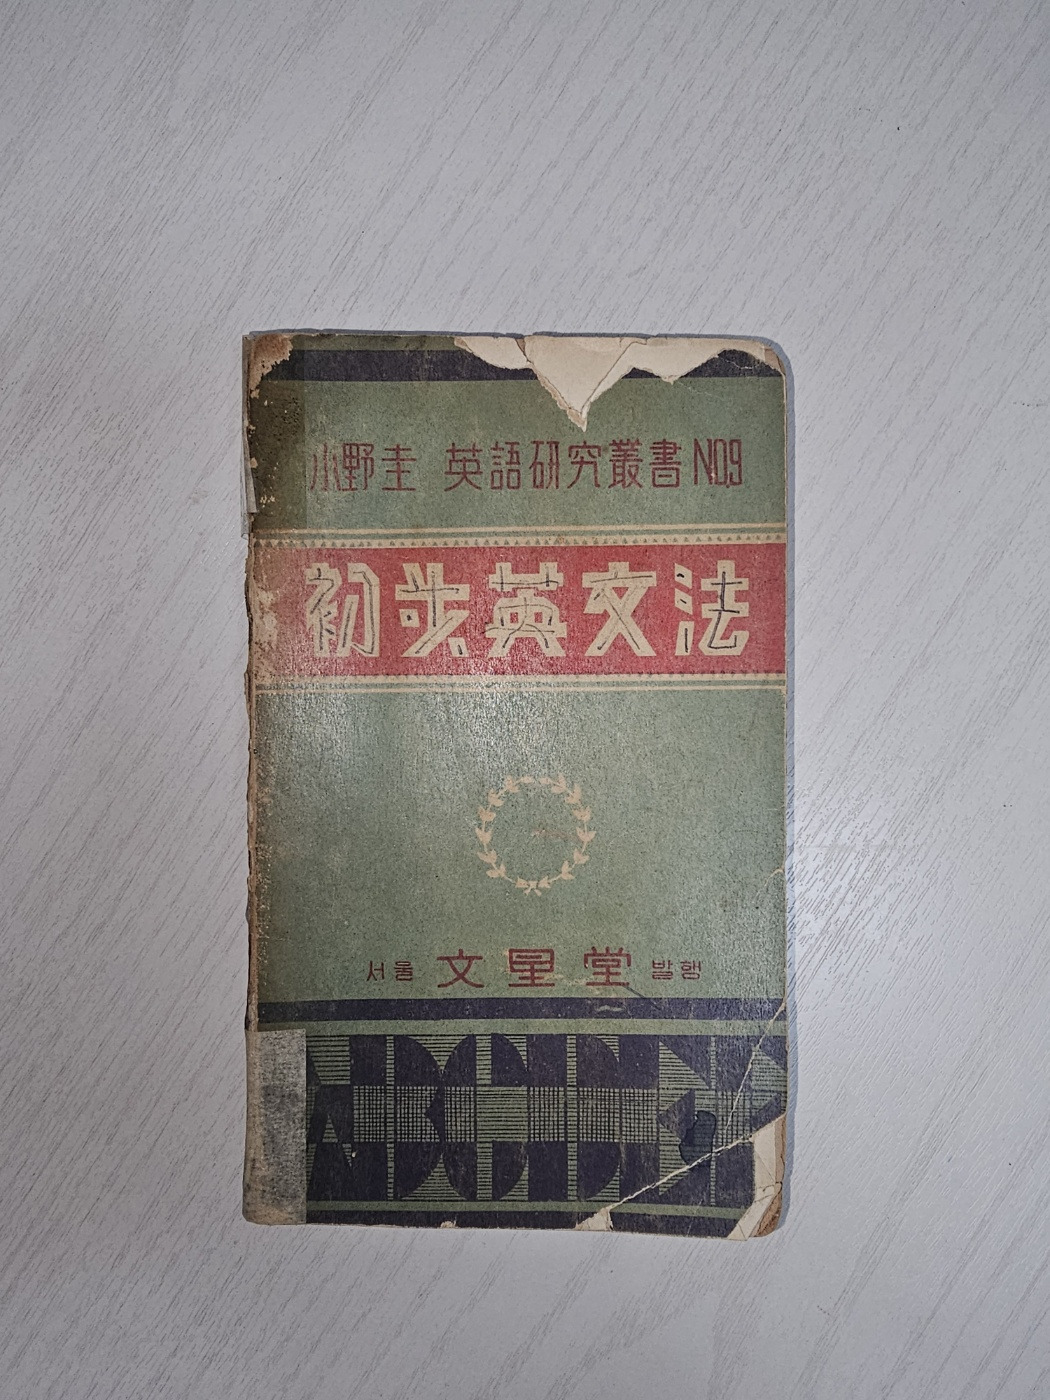 小野圭 英語研究叢書 NO9
初步英文法
서울 文星堂 발행